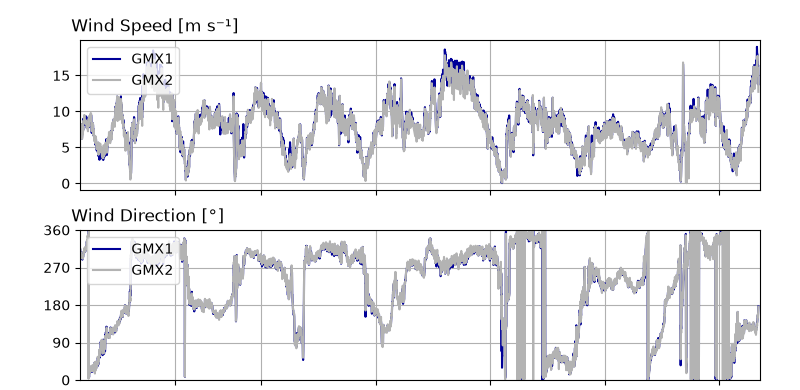 Wind Speed [m s⁻¹]
GMX1
GMX2
15
10
5
0
Wind Direction [°]
360
GMX1
GMX2
270
180
90
0